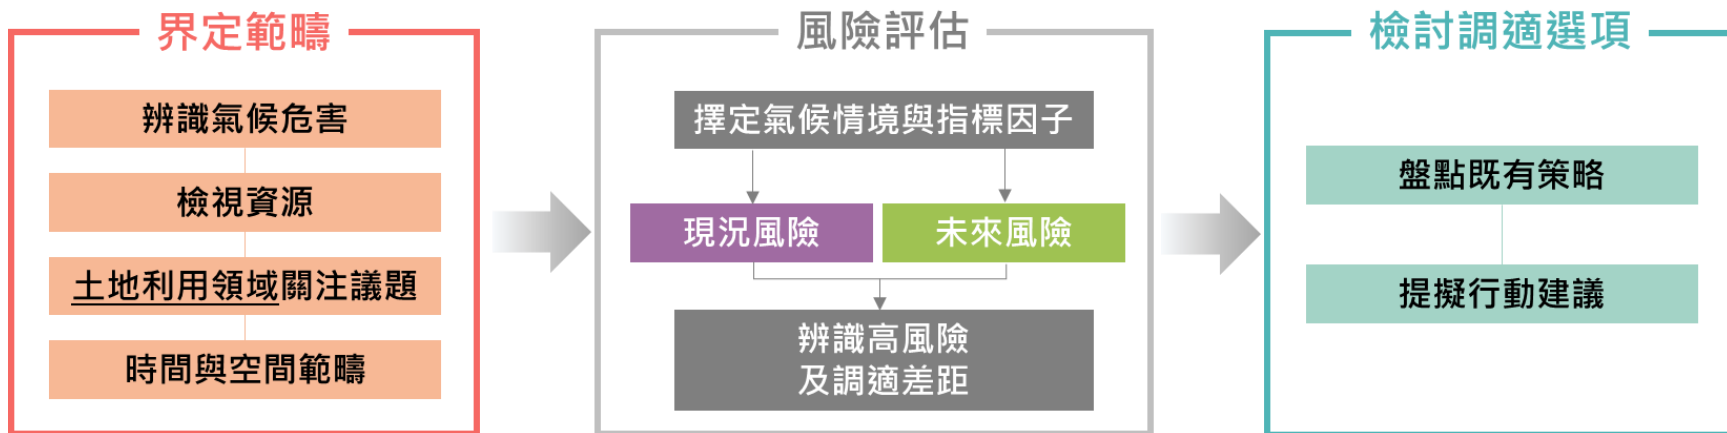 界定範疇
辨識氣候危害
檢視資源
土地利用領域關注議題
時間與空間範疇
風險評估
擇定氣候情境與指標因子
現況風險
未來風險
辨識高風險
及調適差距
檢討調適選項
盤點既有策略
提擬行動建議